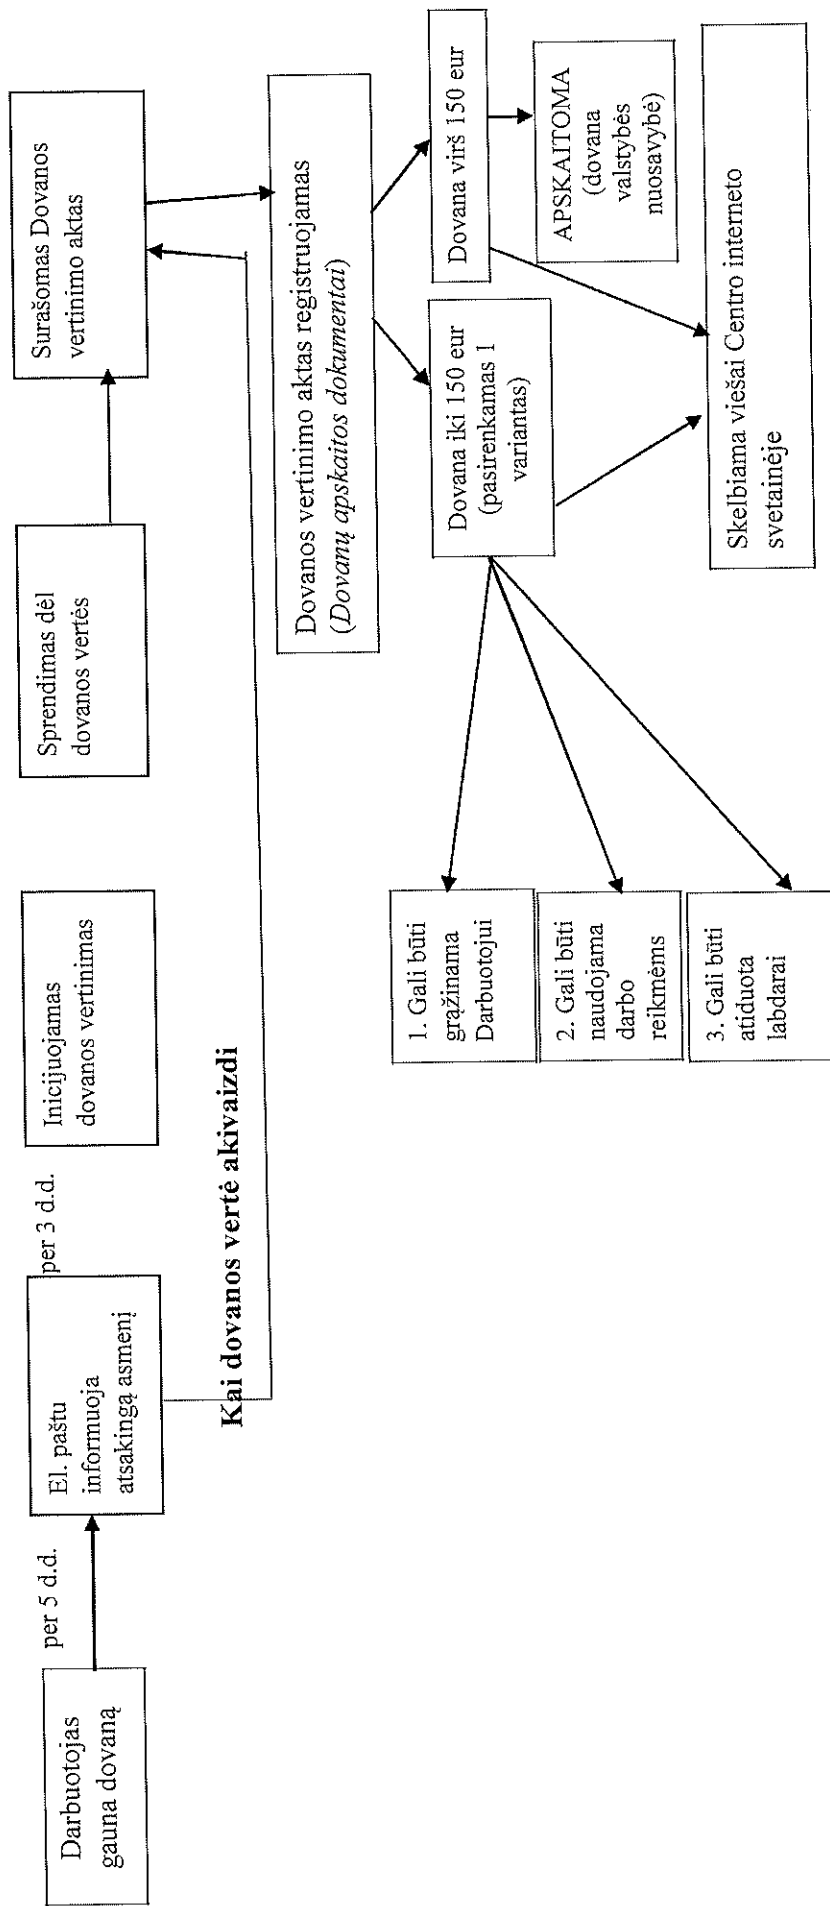 Darbuotojas
gauna dovaną
per 5 d.d.
El. paštu
informuoja
atsakingą asmenį
per 3 d.d.
Inicijuojamas
dovanos vertinimas
Sprendimas dėl
dovanos vertės
Surašomas Dovanos
vertinimo aktas
Kai dovanos vertė akivaizdi
Dovanos vertinimo aktas registruojamas
(Dovanų apskaitos dokumentai)
Dovana iki 150 eur
(pasirenkamas 1
variantas)
Dovana virš 150 eur
1. Gali būti
grąžinama
Darbuotojui
2. Gali būti
naudojama
darbo
reikmėms
3. Gali būti
atiduota
labdarai
APSKAITOMA
(dovana
valstybės
nuosavybė)
Skelbiama viešai Centro interneto
svetainėje